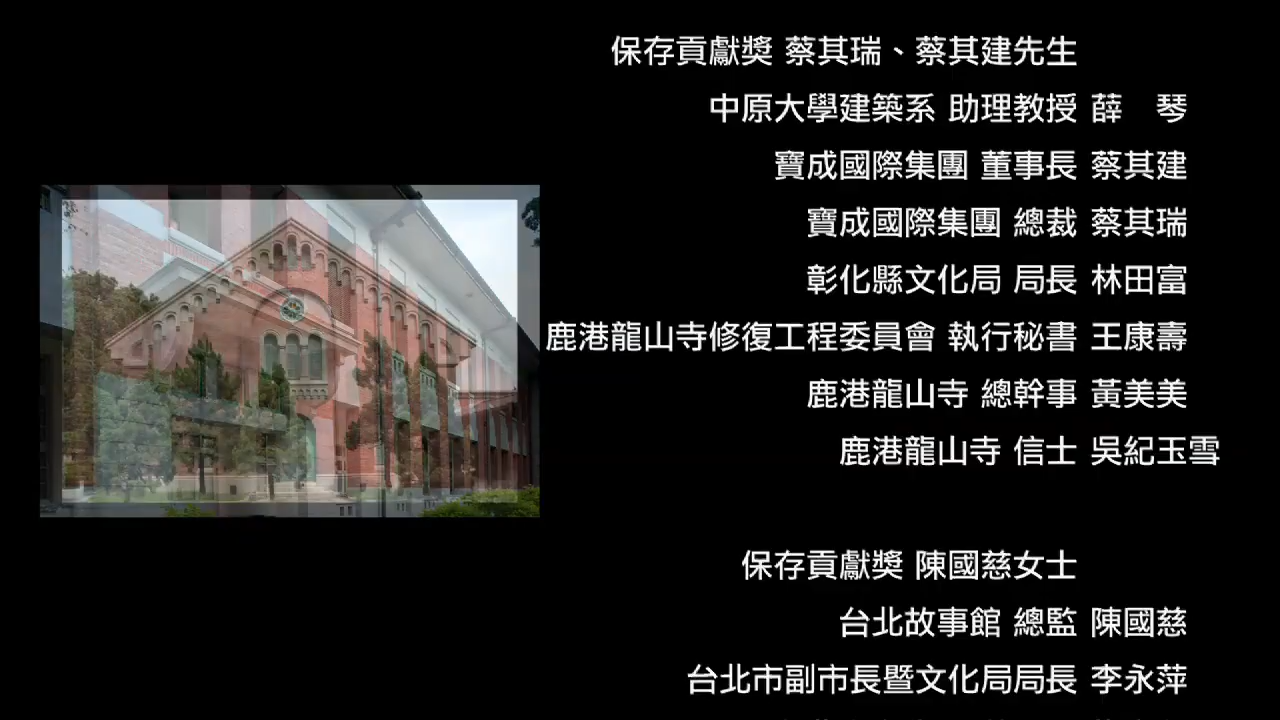 保存貢獻獎 蔡其瑞、蔡其建先生
中原大學建築系 助理教授 薛　琴
寶成國際集團 董事長 蔡其建
寶成國際集團 總裁 蔡其瑞
彰化縣文化局 局長 林田富
鹿港龍山寺修復工程委員會 執行秘書 王康壽
鹿港龍山寺 總幹事 黃美美
鹿港龍山寺 信士 吳紀玉雪
保存貢獻獎 陳國慈女士
台北故事館 總監 陳國慈
台北市副市長暨文化局局長 李永萍